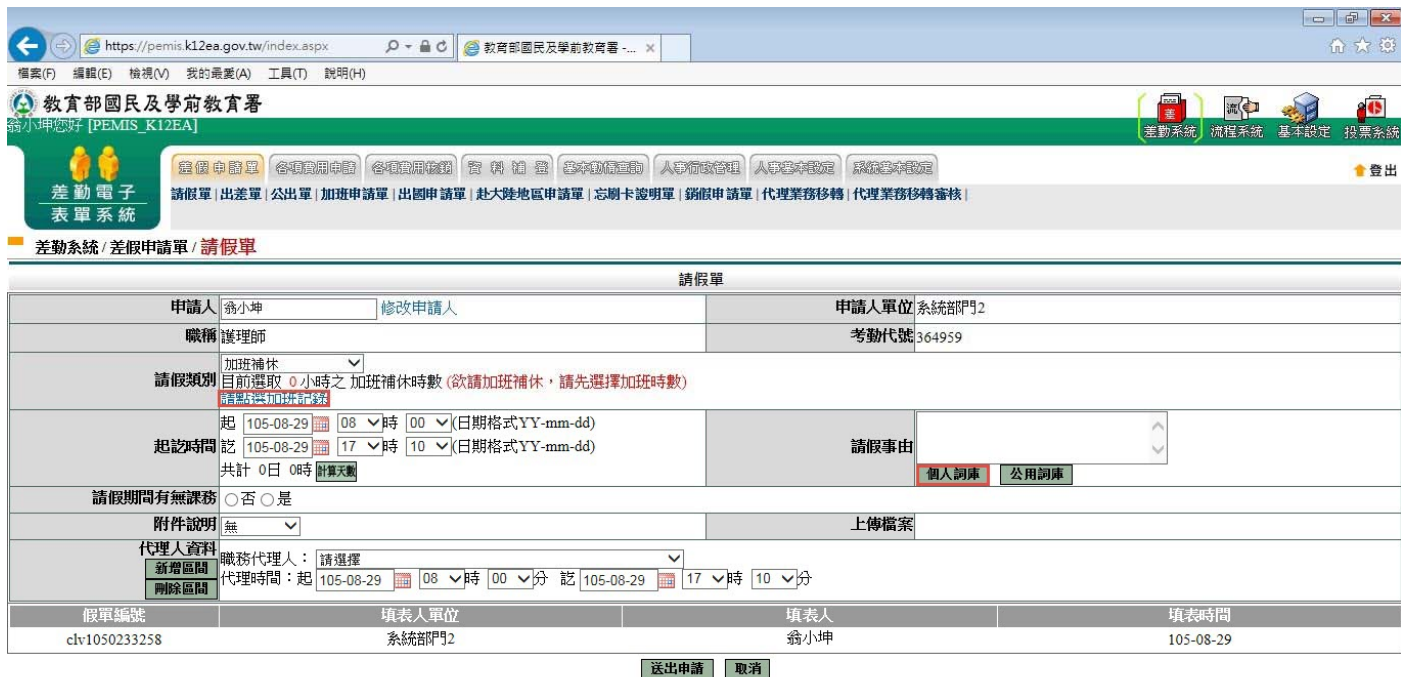 https://pemis.k12ea.gov.tw/index.aspx
教育部國民及學前教育署 -... ×
檔案(F) 編輯(E) 檢視(V) 我的最愛(A) 工具(T) 說明(H)
教育部國民及學前教育署
翁小坤您好 [PEMIS_K12EA]
差勤系統 流程系統 基本設定 投票系統
差假申請單 各項費用申請 各項費用核銷 資料補登 基本勤惰查詢 人事行政管理 人事基本設定 系統基本設定
登出
差勤電子
表單系統
請假單|出差單|公出單|加班申請單|出國申請單|赴大陸地區申請單|忘刷卡證明單|銷假申請單|代理業務移轉|代理業務移轉審核|
差勤系統 / 差假申請單 / 請假單
請假單
申請人 翁小坤 修改申請人 申請人單位 系統部門2
職稱 護理師 考勤代號 364959
請假類別 加班補休
目前選取 0 小時之 加班補休時數 (欲請加班補休，請先選擇加班時數)
請點選加班記錄
起訖時間 起 105-08-29 08 時 00 (日期格式YY-mm-dd)
訖 105-08-29 17 時 10 (日期格式YY-mm-dd)
共計 0日 0時 計算天數
請假事由
個人詞庫 公用詞庫
請假期間有無課務 ○否 ○是
附件說明 無 上傳檔案
代理人資料
新增區間
刪除區間
職務代理人： 請選擇
代理時間：起 105-08-29 08 時 00 分 訖 105-08-29 17 時 10 分
假單編號 填表人單位 填表人 填表時間
clv1050233258 系統部門2 翁小坤 105-08-29
送出申請 取消